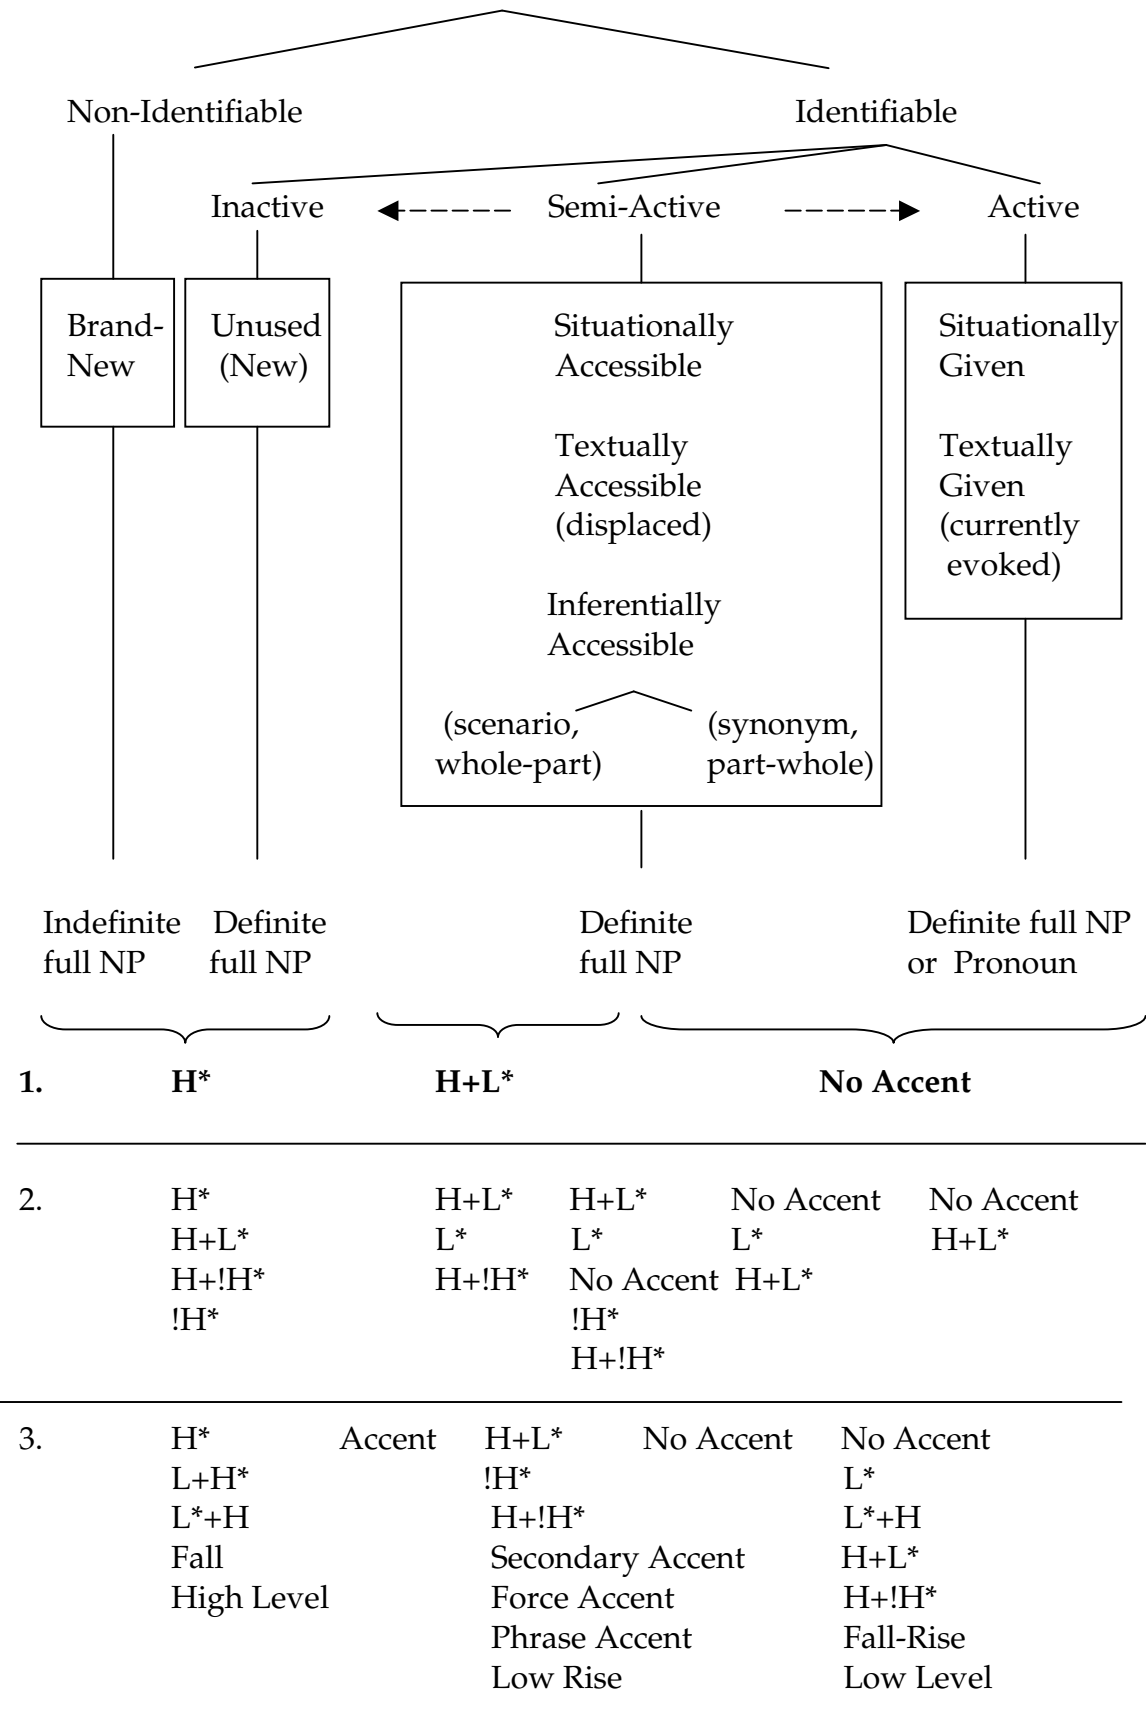 Non-Identifiable Identifiable
Inactive Semi-Active Active
Brand- Unused Situationally Situationally
New (New) Accessible Given
Textually Textually
Accessible Given
(displaced) (currently
evoked)
Inferentially
Accessible
(scenario, (synonym,
whole-part) part-whole)
Indefinite Definite Definite Definite full NP
full NP full NP full NP or Pronoun
1. H* H+L* No Accent
2. H* H+L* H+L* No Accent No Accent
H+L* L* L* L* H+L*
H+!H* H+!H* No Accent H+L*
!H* !H*
H+!H*
3. H* Accent H+L* No Accent No Accent
L+H* !H* L*
L*+H H+!H* L*+H
Fall Secondary Accent H+L*
High Level Force Accent H+!H*
Phrase Accent Fall-Rise
Low Rise Low Level